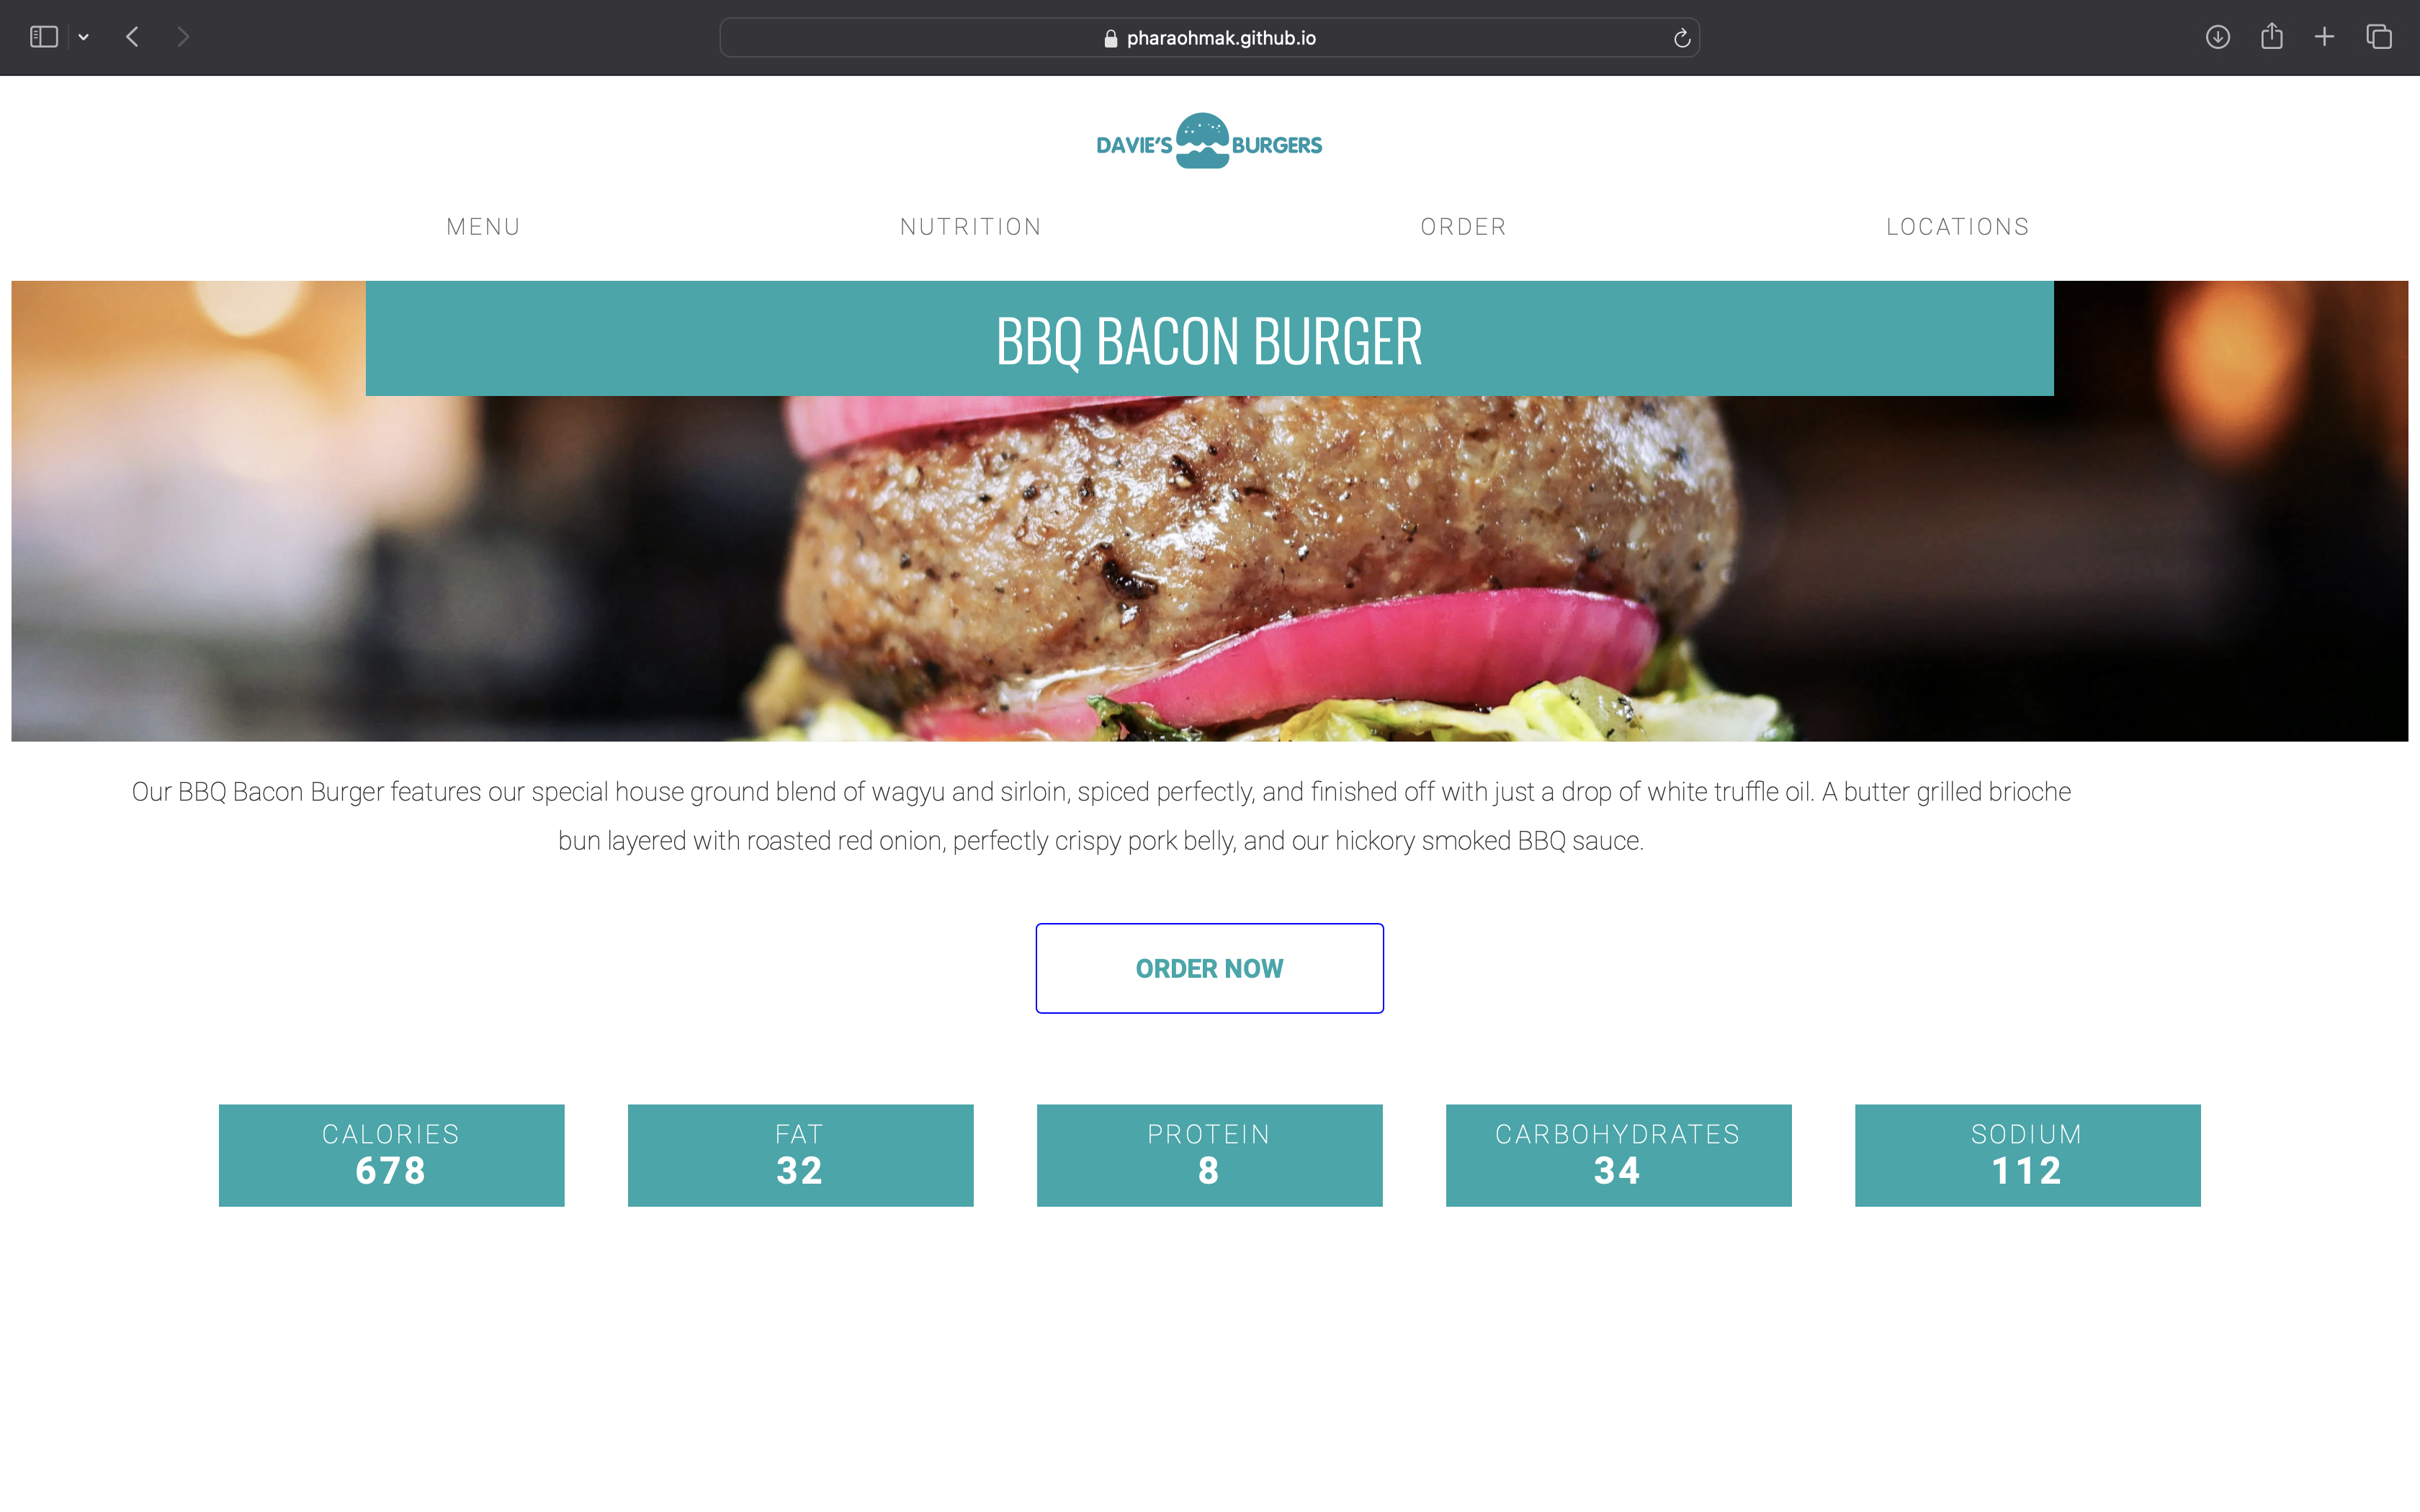 pharaohmak.github.io
DAVIE'S BURGERS
MENU NUTRITION ORDER LOCATIONS
BBQ BACON BURGER
Our BBQ Bacon Burger features our special house ground blend of wagyu and sirloin, spiced perfectly, and finished off with just a drop of white truffle oil. A butter grilled brioche
bun layered with roasted red onion, perfectly crispy pork belly, and our hickory smoked BBQ sauce.
ORDER NOW
CALORIES
678
FAT
32
PROTEIN
8
CARBOHYDRATES
34
SODIUM
112